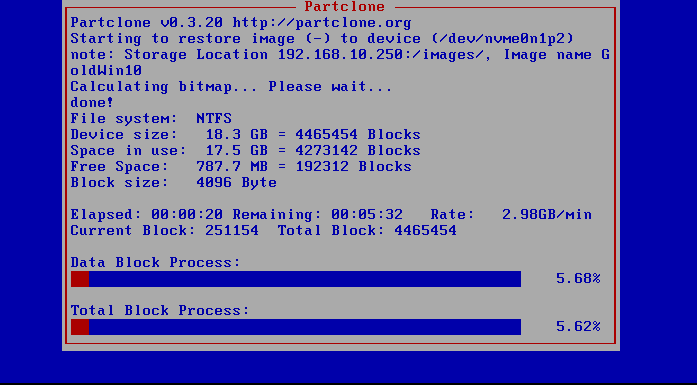 Partclone
Partclone v0.3.20 http://partclone.org
Starting to restore image (-) to device (/dev/nvme0n1p2)
note: Storage Location 192.168.10.250:/images/, Image name G
oldWin10
Calculating bitmap... Please wait...
done!
File system:  NTFS
Device size:   18.3 GB = 4465454 Blocks
Space in use:  17.5 GB = 4273142 Blocks
Free Space:   787.7 MB = 192312 Blocks
Block size:   4096 Byte
Elapsed: 00:00:20 Remaining: 00:05:32   Rate:   2.98GB/min
Current Block: 251154  Total Block: 4465454
Data Block Process:
5.68%
Total Block Process:
5.62%